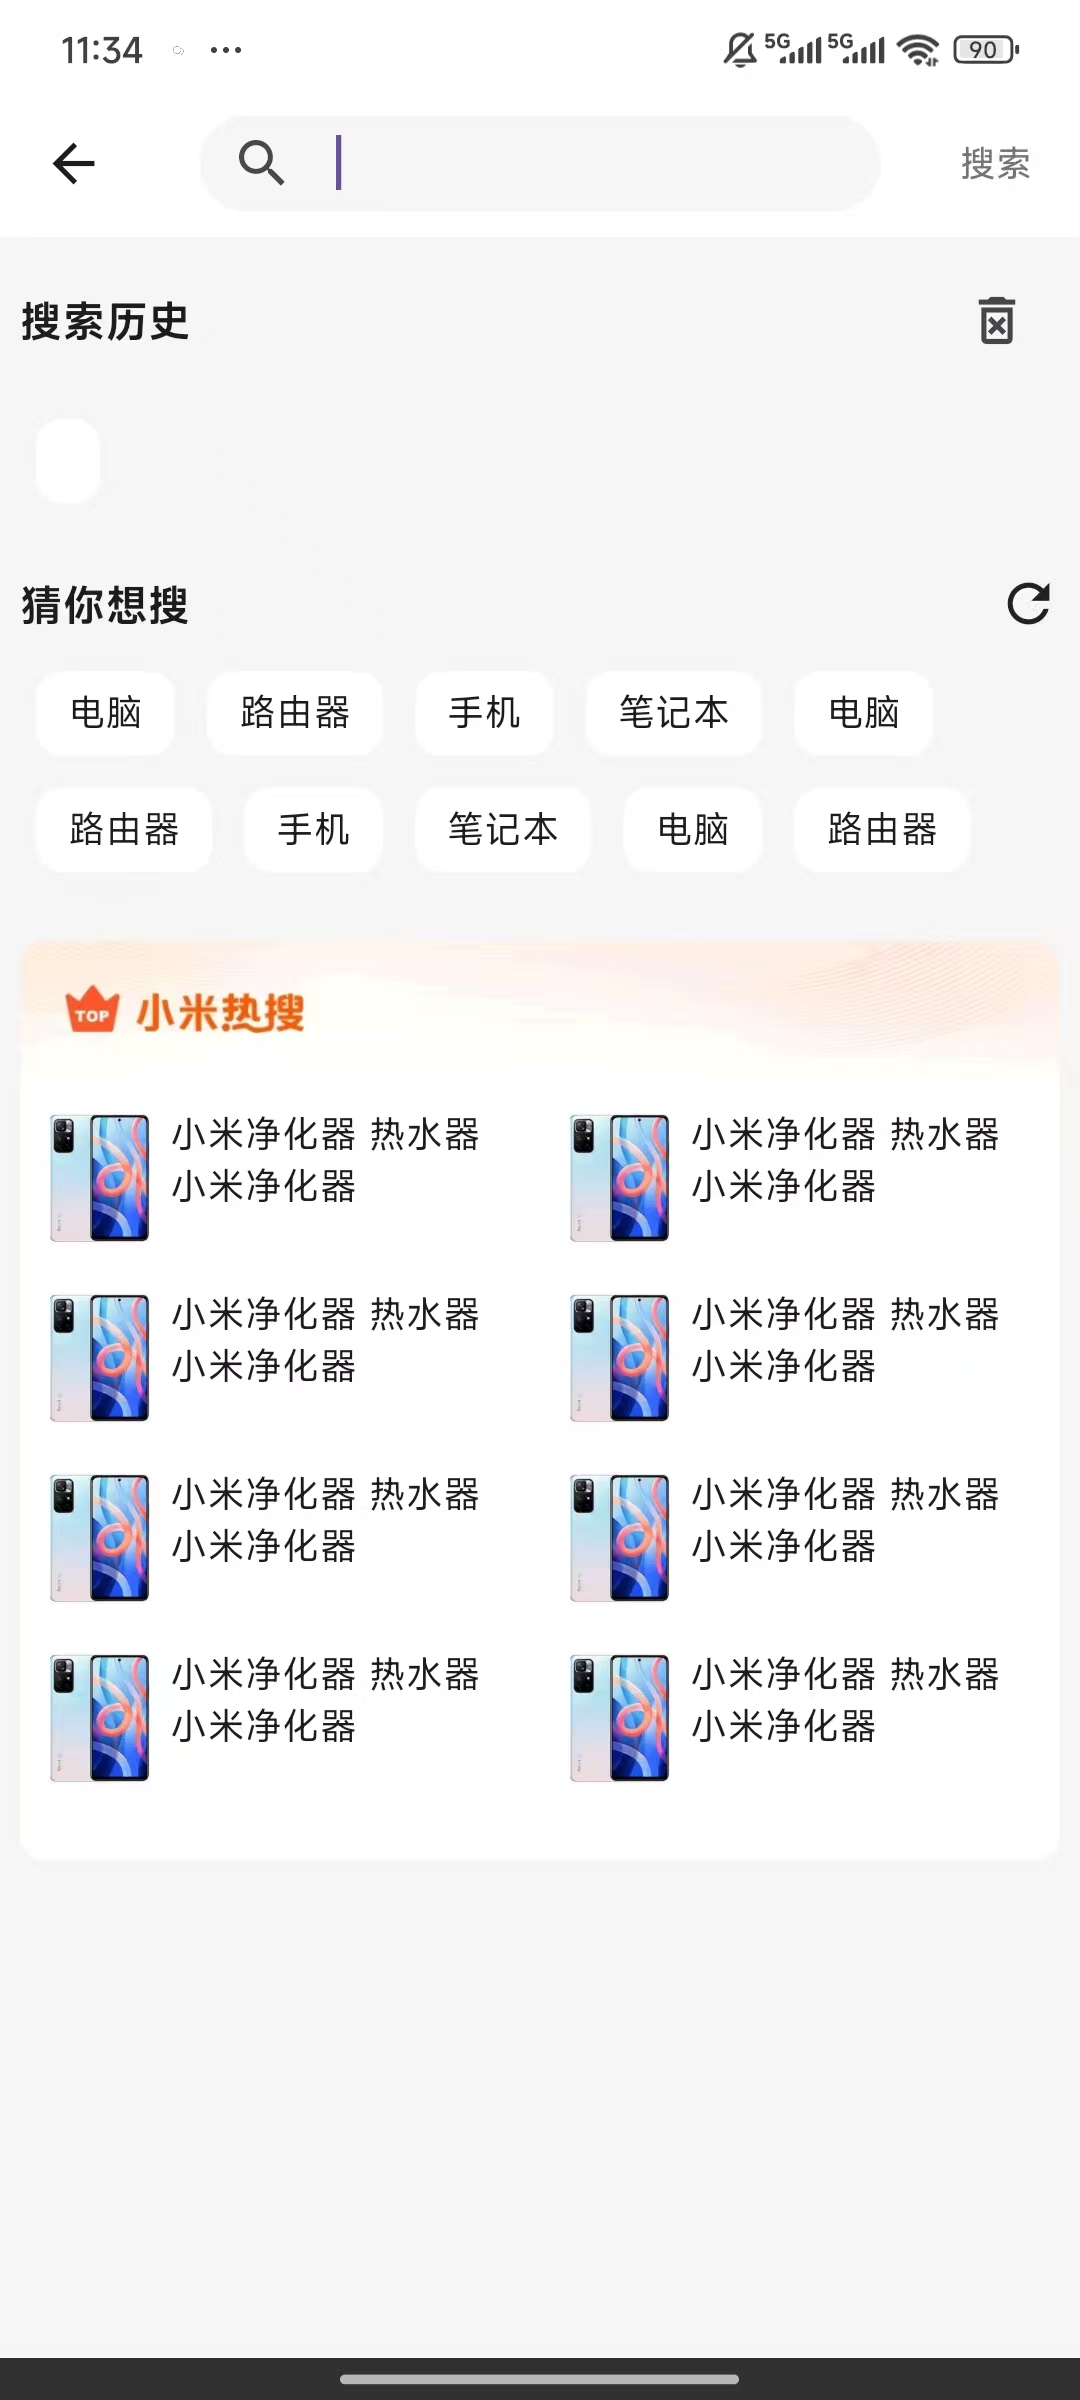 11:34 ... 5G 5G 90
搜索
搜索历史
猜你想搜
电脑 路由器 手机 笔记本 电脑
路由器 手机 笔记本 电脑 路由器
TOP 小米热搜
小米净化器 热水器 小米净化器 热水器
小米净化器 小米净化器
小米净化器 热水器 小米净化器 热水器
小米净化器 小米净化器
小米净化器 热水器 小米净化器 热水器
小米净化器 小米净化器
小米净化器 热水器 小米净化器 热水器
小米净化器 小米净化器